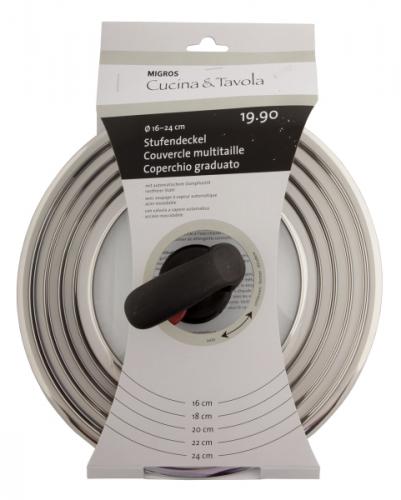 MIGROS
Cucina & Tavola
19.90
Ø 16–24 cm
Stufendeckel
Couvercle multitaille
Coperchio graduato
mit automatischem Dampfventil
rostfreier Stahl
avec soupape à vapeur automatique
acier inoxydable
con valvola a vapore automatico
acciaio inossidabile
16 cm
18 cm
20 cm
22 cm
24 cm